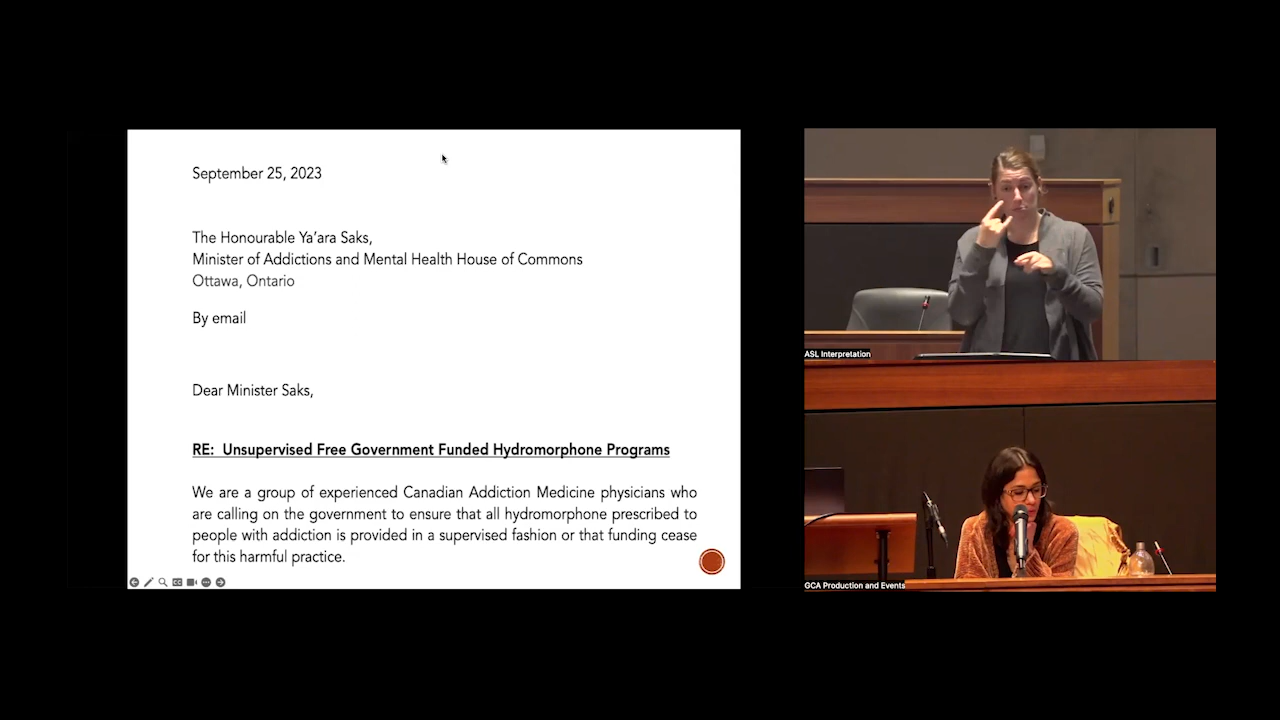 September 25, 2023
The Honourable Ya'ara Saks,
Minister of Addictions and Mental Health House of Commons
Ottawa, Ontario
By email
Dear Minister Saks,
RE:  Unsupervised Free Government Funded Hydromorphone Programs
We are a group of experienced Canadian Addiction Medicine physicians who
are calling on the government to ensure that all hydromorphone prescribed to
people with addiction is provided in a supervised fashion or that funding cease
for this harmful practice.
ASL Interpretation
GCA Production and Events